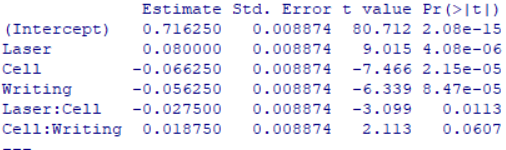 Estimate Std. Error t value Pr(>|t|)
(Intercept) 0.716250 0.008874 80.712 2.08e-15
Laser 0.080000 0.008874 9.015 4.08e-06
Cell -0.066250 0.008874 -7.466 2.15e-05
Writing -0.056250 0.008874 -6.339 8.47e-05
Laser:Cell -0.027500 0.008874 -3.099 0.0113
Cell:Writing 0.018750 0.008874 2.113 0.0607
---